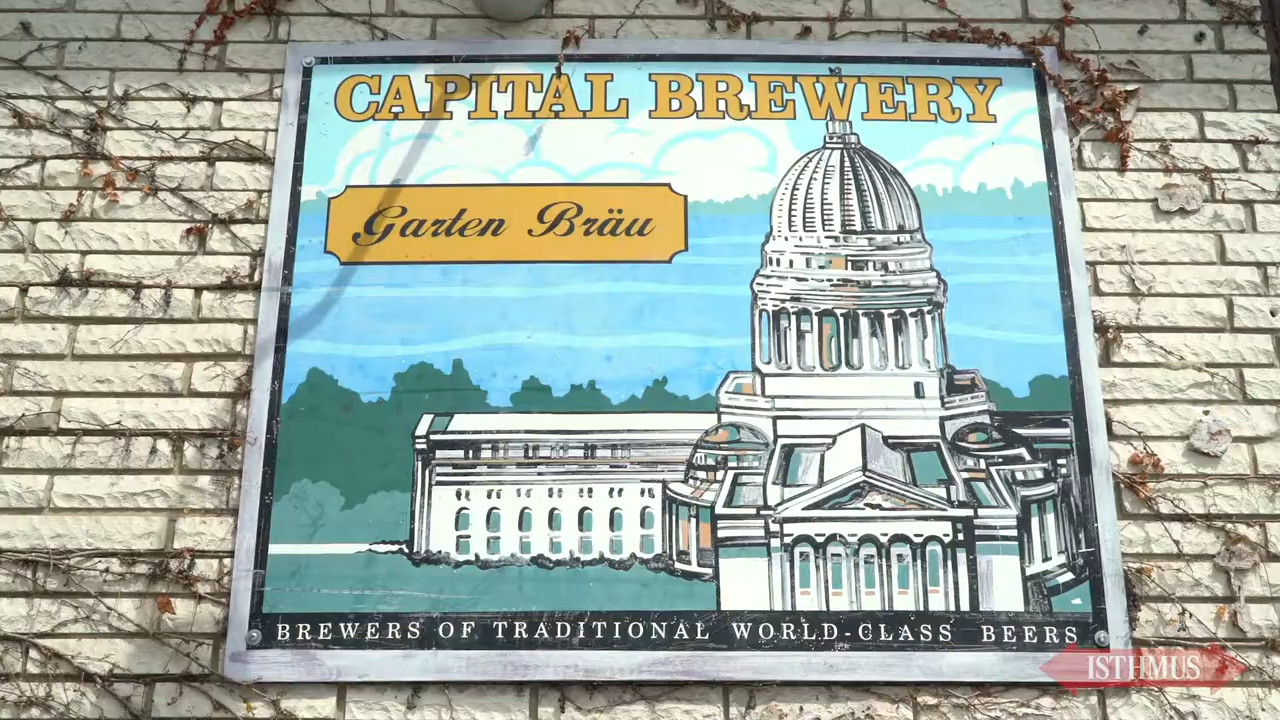 CAPITAL BREWERY
Garten Bräu
BREWERS OF TRADITIONAL WORLD-CLASS BEERS
ISTHMUS